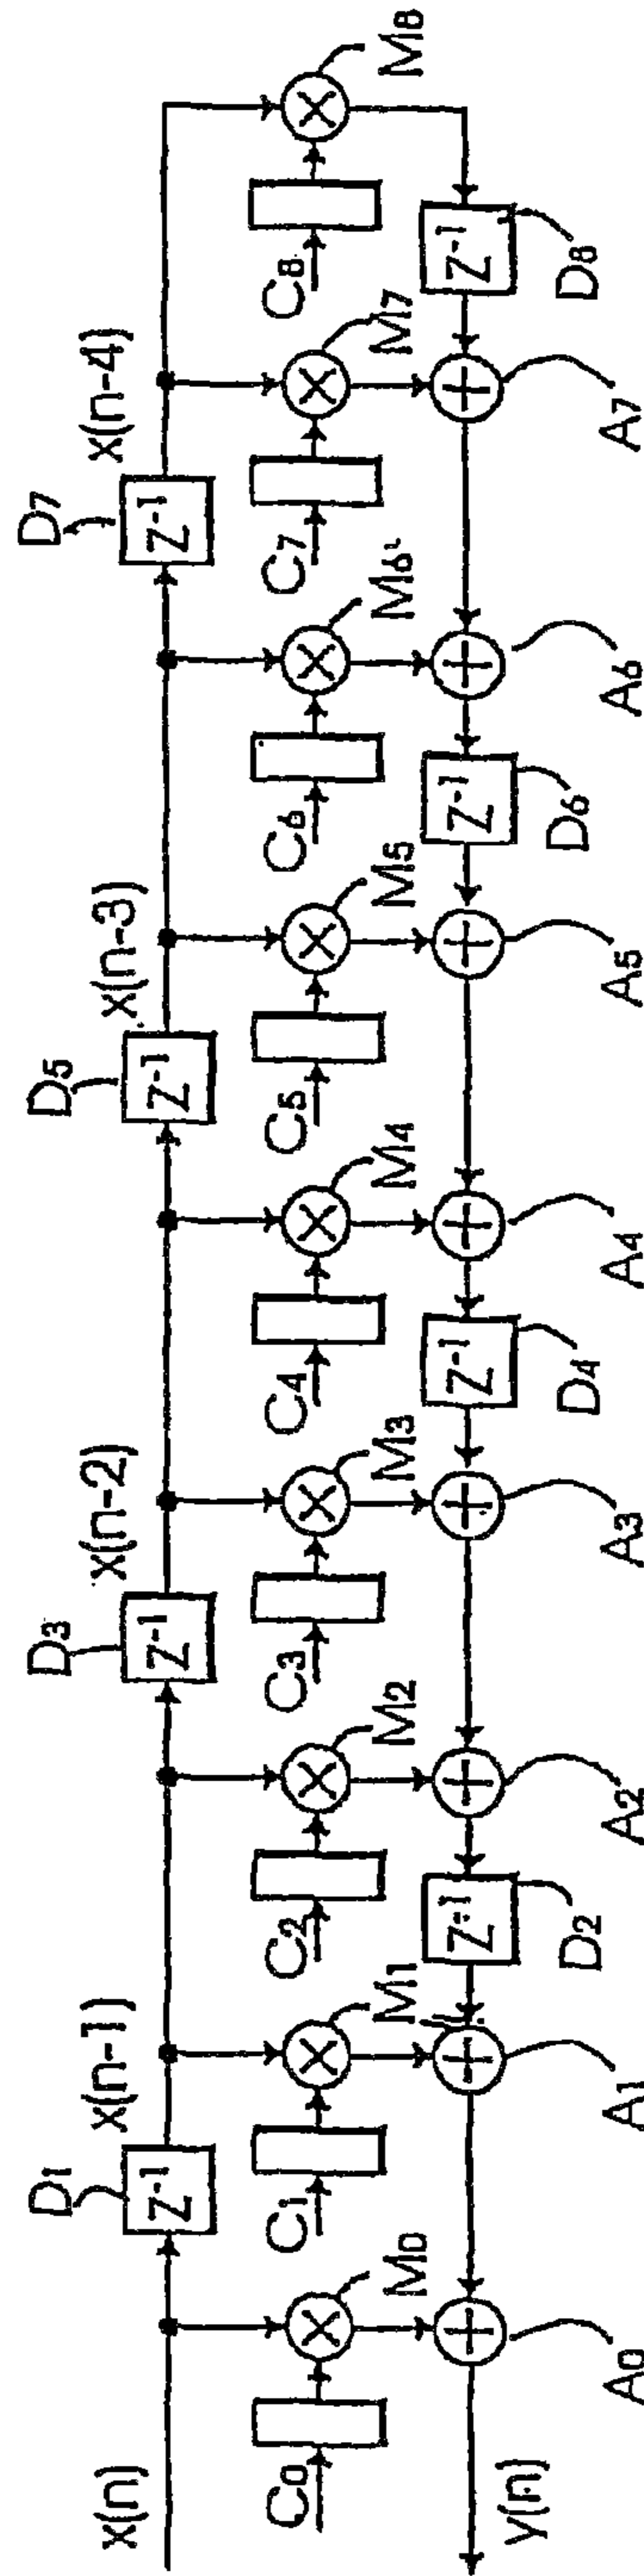 x(n) x(n-1) x(n-2) x(n-3) x(n-4)
D1 D3 D5 D7
Z-1 Z-1 Z-1 Z-1
C0 C1 C2 C3 C4 C5 C6 C7 C8
M0 M1 M2 M3 M4 M5 M6 M7 M8
y(n)
Z-1 Z-1 Z-1 Z-1
D2 D4 D6 D8
A0 A1 A2 A3 A4 A5 A6 A7